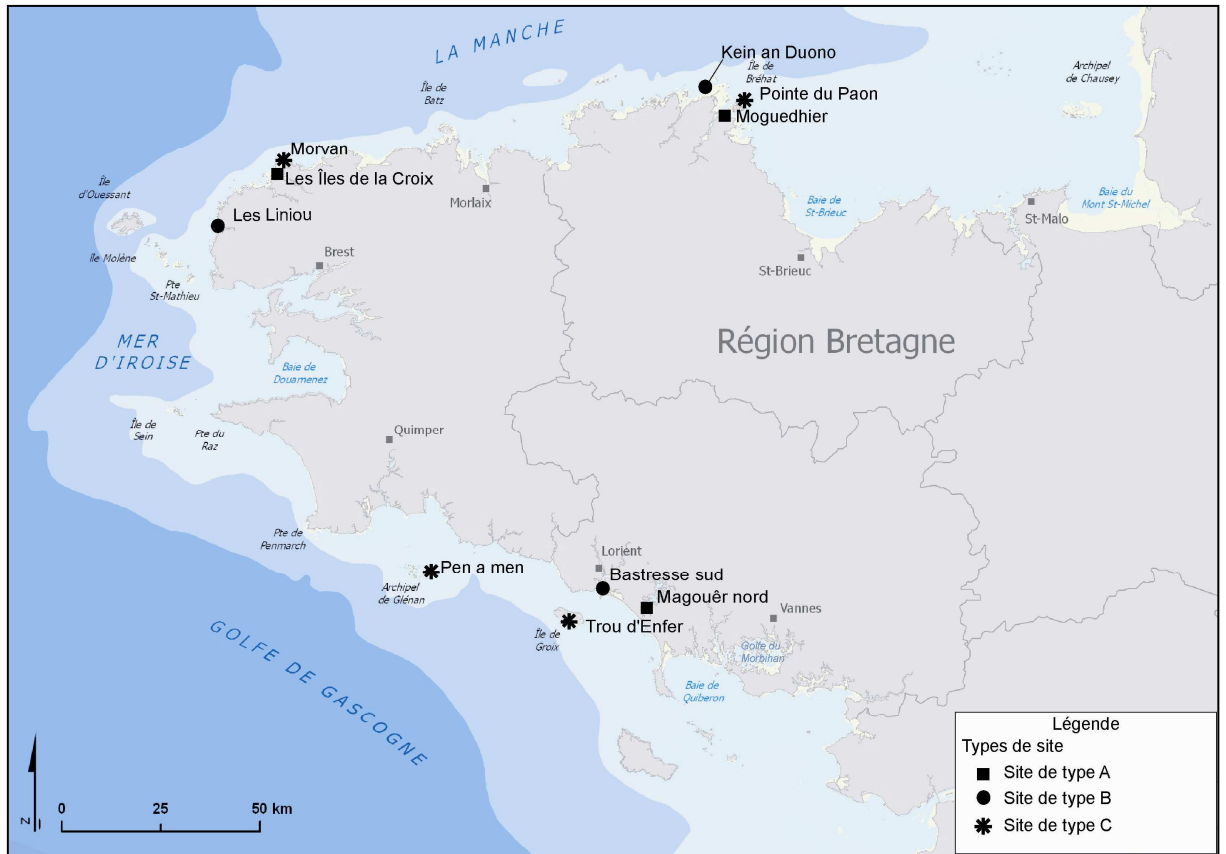 LA MANCHE
Kein an Duono
Île de
Bréhat
Archipel
de Chausey
Pointe du Paon
Moguedhier
Île de
Batz
Morvan
Les Îles de la Croix
Île
d'Ouessant
Morlaix
Baie de
St-Brieuc
Baie du
Mont St-Michel
St-Malo
Les Liniou
Brest
St-Brieuc
Île Molène
Pte
St-Mathieu
MER
D'IROISE
Région Bretagne
Baie de
Douarnenez
Île de
Sein
Pte du
Raz
Quimper
Pte de
Penmarch
Lorient
Pen a men
Bastresse sud
Archipel
de Glénan
Magouêr nord
Vannes
Trou d'Enfer
Île de
Groix
Golfe du
Morbihan
GOLFE DE GASCOGNE
Baie de
Quiberon
Légende
Types de site
Site de type A
Site de type B
Site de type C
N
0 25 50 km